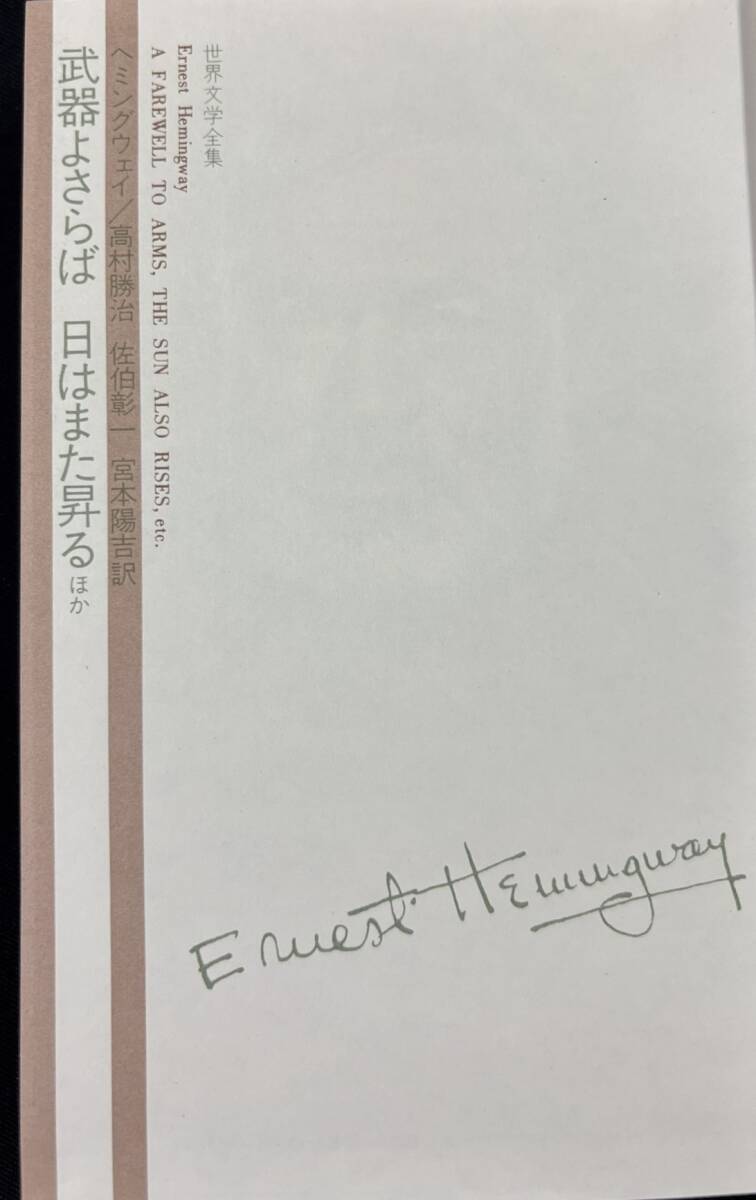 世界文学全集
Ernest Hemingway
A FAREWELL TO ARMS, THE SUN ALSO RISES, etc.
ヘミングウェイ／高村勝治　佐伯彰一　宮本陽吉訳
武器よさらば　日はまた昇る ほか
Ernest Hemingway